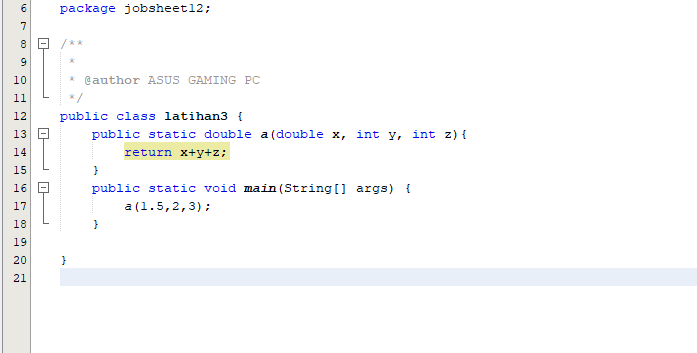 6 package jobsheet12;
7
8 /**
9 *
10 * @author ASUS GAMING PC
11 */
12 public class latihan3 {
13 public static double a(double x, int y, int z){
14 return x+y+z;
15 }
16 public static void main(String[] args) {
17 a(1.5,2,3);
18 }
19
20 }
21